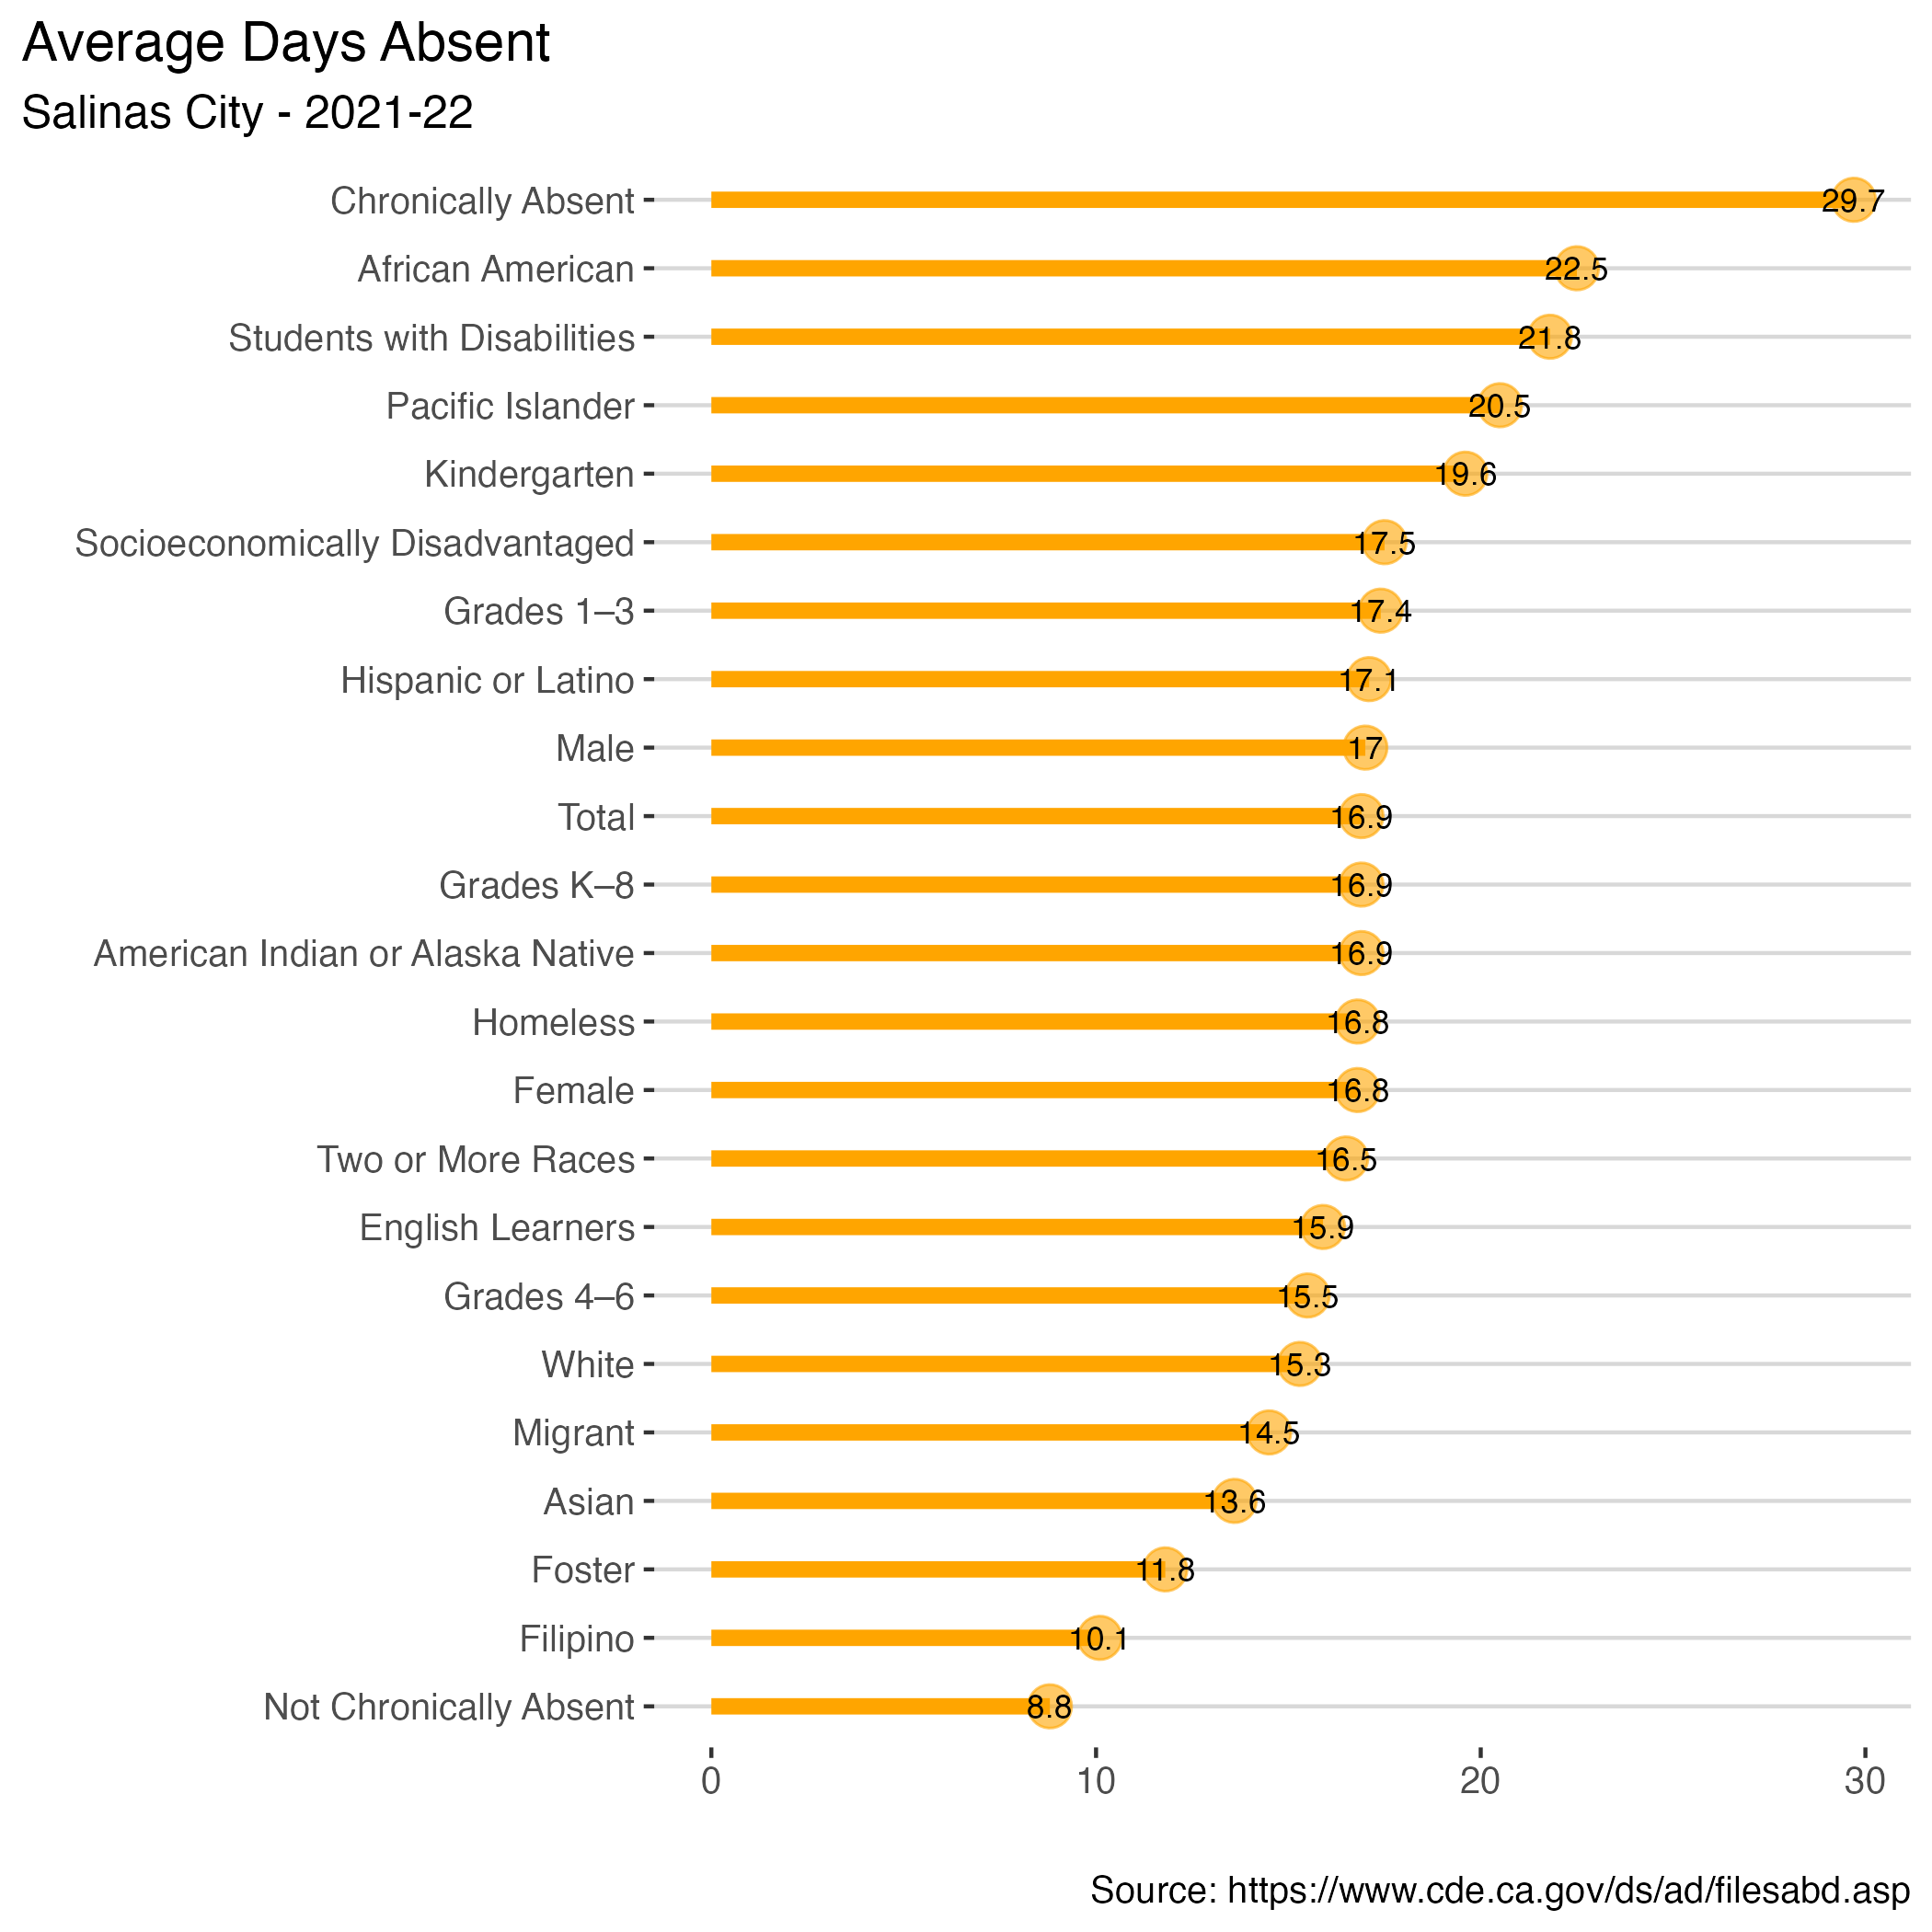 Average Days Absent
Salinas City - 2021-22
Chronically Absent 29.7
African American 22.5
Students with Disabilities 21.8
Pacific Islander 20.5
Kindergarten 19.6
Socioeconomically Disadvantaged 17.5
Grades 1–3 17.4
Hispanic or Latino 17.1
Male 17
Total 16.9
Grades K–8 16.9
American Indian or Alaska Native 16.9
Homeless 16.8
Female 16.8
Two or More Races 16.5
English Learners 15.9
Grades 4–6 15.5
White 15.3
Migrant 14.5
Asian 13.6
Foster 11.8
Filipino 10.1
Not Chronically Absent 8.8
0 10 20 30
Source: https://www.cde.ca.gov/ds/ad/filesabd.asp